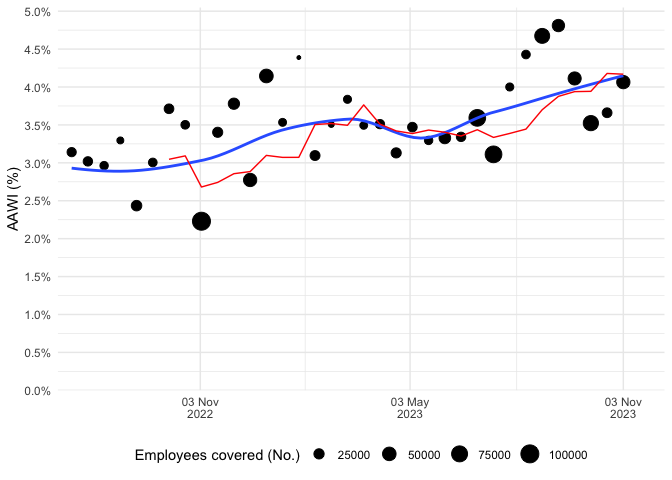 5.0%
4.5%
4.0%
3.5%
3.0%
2.5%
2.0%
1.5%
1.0%
0.5%
0.0%
AAWI (%)
03 Nov
2022
03 May
2023
03 Nov
2023
Employees covered (No.) 25000 50000 75000 100000